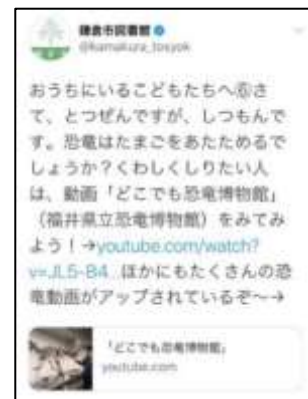 鎌倉市図書館
@kamakura_tosyok
おうちにいるこどもたちへ⑥さ
て、とつぜんですが、しつもんで
す。恐竜はたまごをあたためるで
しょうか?くわしくしりたい人
は、動画「どこでも恐竜博物館」
(福井県立恐竜博物館)をみてみ
よう!→youtube.com/watch?
v=JL5-B4…ほかにもたくさんの恐
竜動画がアップされているぞ〜→
「どこでも恐竜博物館」
youtube.com